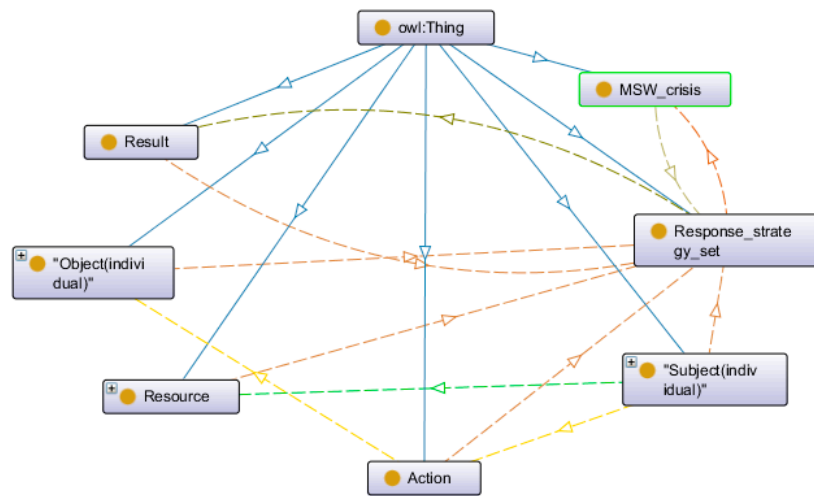 owl:Thing
MSW_crisis
Result
Response_strate
gy_set
"Object(indivi
dual)"
"Subject(indiv
idual)"
Resource
Action